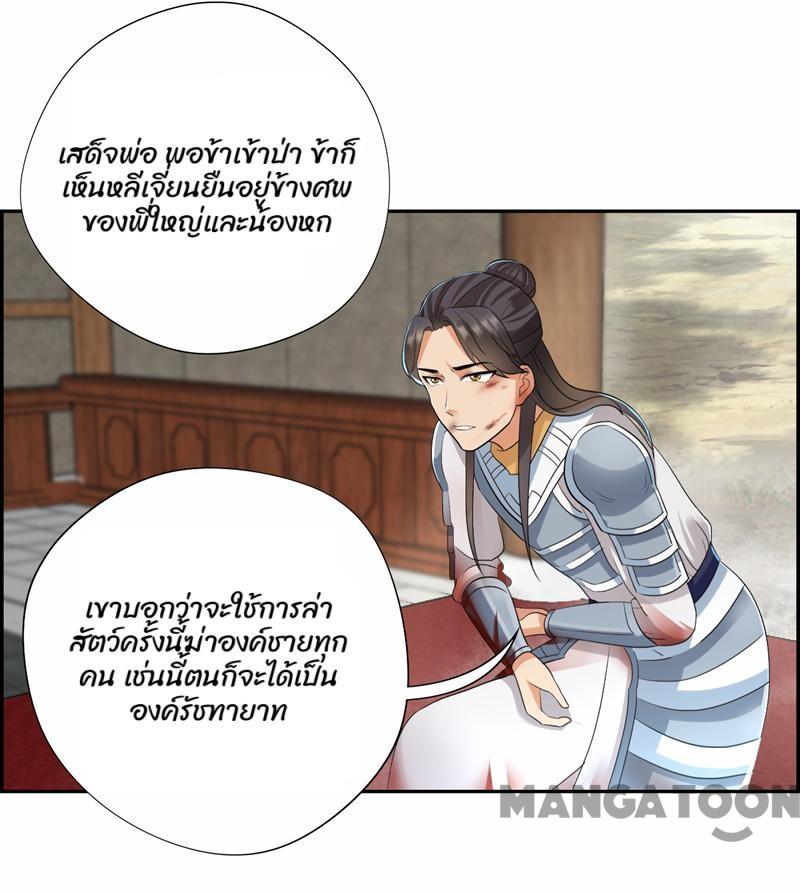 เสด็จพ่อ พอข้าเข้าป่า ข้าก็
เห็นหลีเจี่ยนยืนอยู่ข้างศพ
ของพี่ใหญ่และน้องหก
เขาบอกว่าจะใช้การล่า
สัตว์ครั้งนี้ฆ่าองค์ชายทุก
คน เช่นนี้ตนก็จะได้เป็น
องค์รัชทายาท
MANGATOON